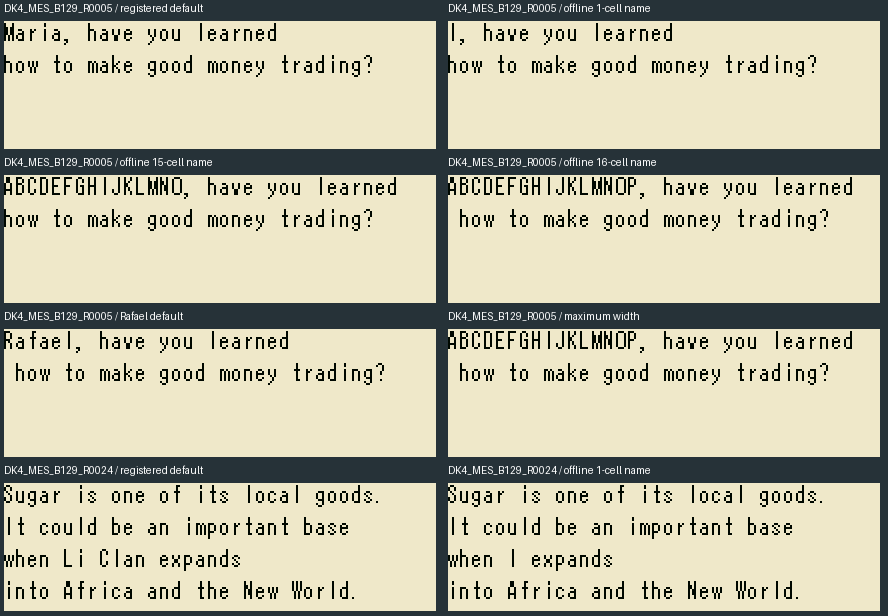 DK4_MES_B129_R0005 / registered default
Maria, have you learned
how to make good money trading?
DK4_MES_B129_R0005 / offline 1-cell name
I, have you learned
how to make good money trading?
DK4_MES_B129_R0005 / offline 15-cell name
ABCDEFGHIJKLMNO, have you learned
how to make good money trading?
DK4_MES_B129_R0005 / offline 16-cell name
ABCDEFGHIJKLMNOP, have you learned
how to make good money trading?
DK4_MES_B129_R0005 / Rafael default
Rafael, have you learned
how to make good money trading?
DK4_MES_B129_R0005 / maximum width
ABCDEFGHIJKLMNOP, have you learned
how to make good money trading?
DK4_MES_B129_R0024 / registered default
Sugar is one of its local goods.
It could be an important base
when Li Clan expands
into Africa and the New World.
DK4_MES_B129_R0024 / offline 1-cell name
Sugar is one of its local goods.
It could be an important base
when I expands
into Africa and the New World.